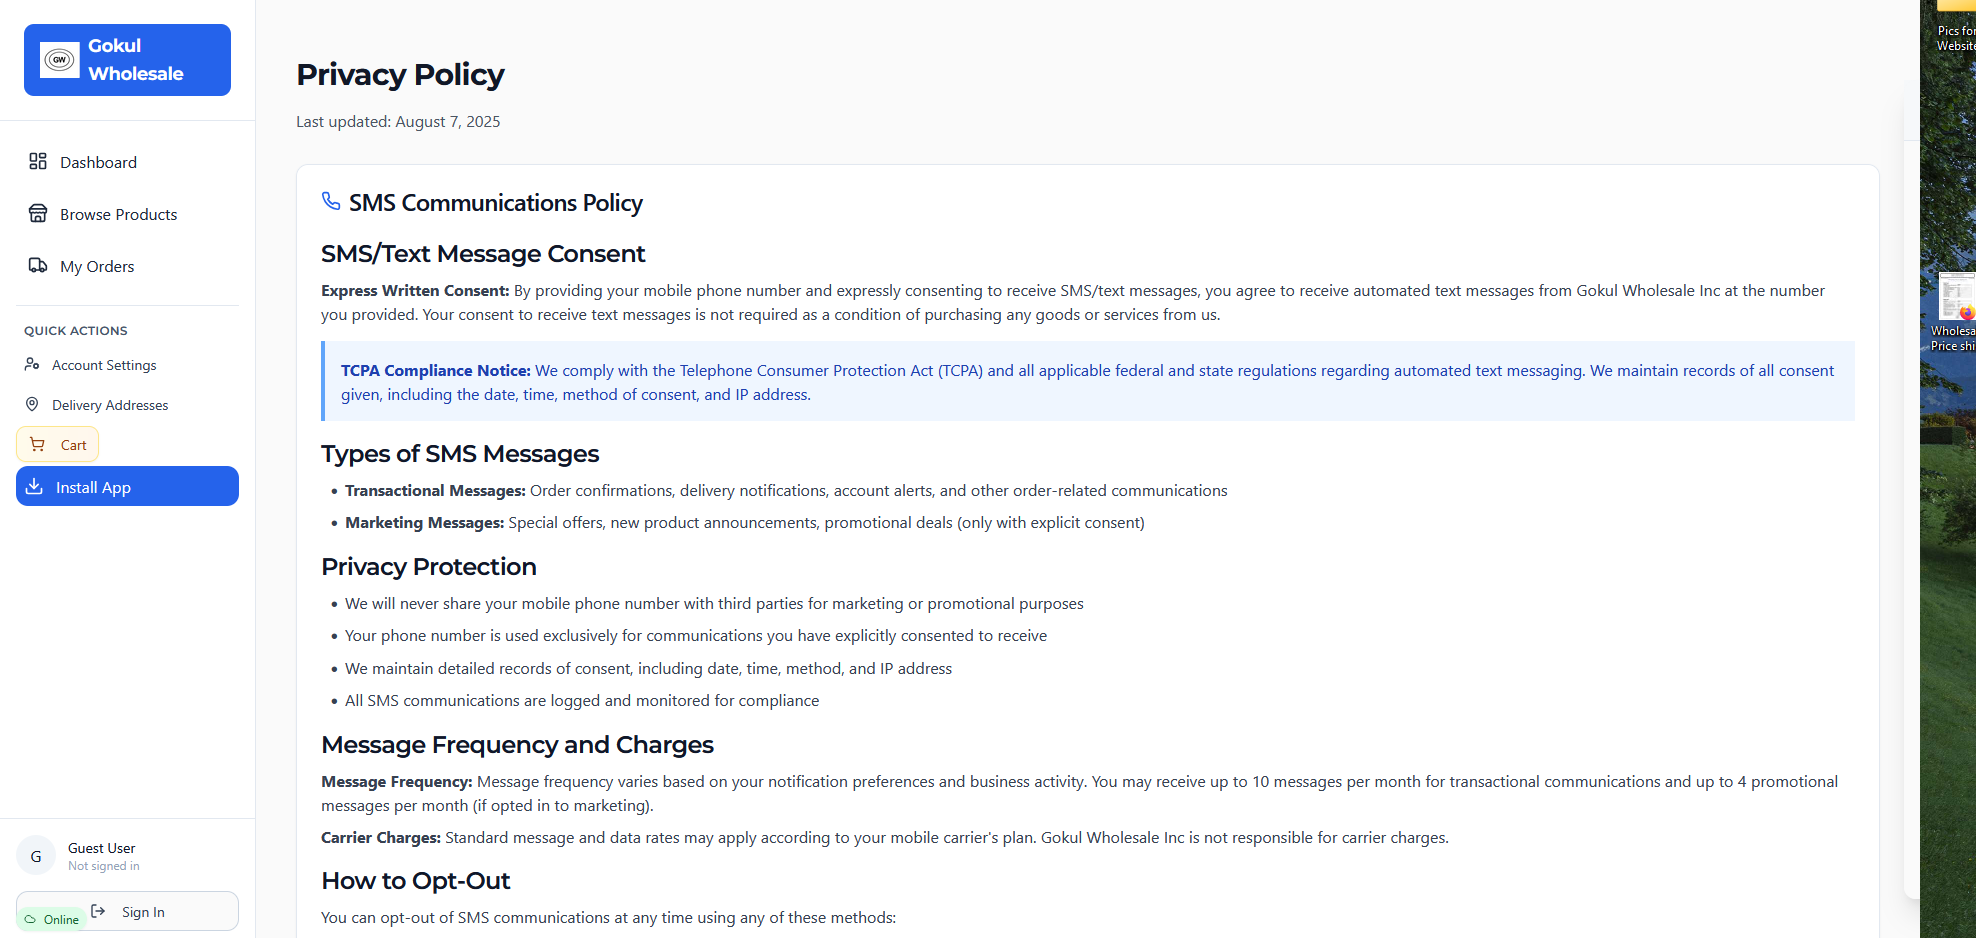 GW
Gokul
Wholesale
Dashboard
Browse Products
My Orders
QUICK ACTIONS
Account Settings
Delivery Addresses
Cart
Install App
G
Guest User
Not signed in
Online
Sign In
Privacy Policy
Last updated: August 7, 2025
SMS Communications Policy
SMS/Text Message Consent
Express Written Consent: By providing your mobile phone number and expressly consenting to receive SMS/text messages, you agree to receive automated text messages from Gokul Wholesale Inc at the number
you provided. Your consent to receive text messages is not required as a condition of purchasing any goods or services from us.
TCPA Compliance Notice: We comply with the Telephone Consumer Protection Act (TCPA) and all applicable federal and state regulations regarding automated text messaging. We maintain records of all consent
given, including the date, time, method of consent, and IP address.
Types of SMS Messages
• Transactional Messages: Order confirmations, delivery notifications, account alerts, and other order-related communications
• Marketing Messages: Special offers, new product announcements, promotional deals (only with explicit consent)
Privacy Protection
• We will never share your mobile phone number with third parties for marketing or promotional purposes
• Your phone number is used exclusively for communications you have explicitly consented to receive
• We maintain detailed records of consent, including date, time, method, and IP address
• All SMS communications are logged and monitored for compliance
Message Frequency and Charges
Message Frequency: Message frequency varies based on your notification preferences and business activity. You may receive up to 10 messages per month for transactional communications and up to 4 promotional
messages per month (if opted in to marketing).
Carrier Charges: Standard message and data rates may apply according to your mobile carrier's plan. Gokul Wholesale Inc is not responsible for carrier charges.
How to Opt-Out
You can opt-out of SMS communications at any time using any of these methods:
Pics for
Website
Wholesa
Price shi